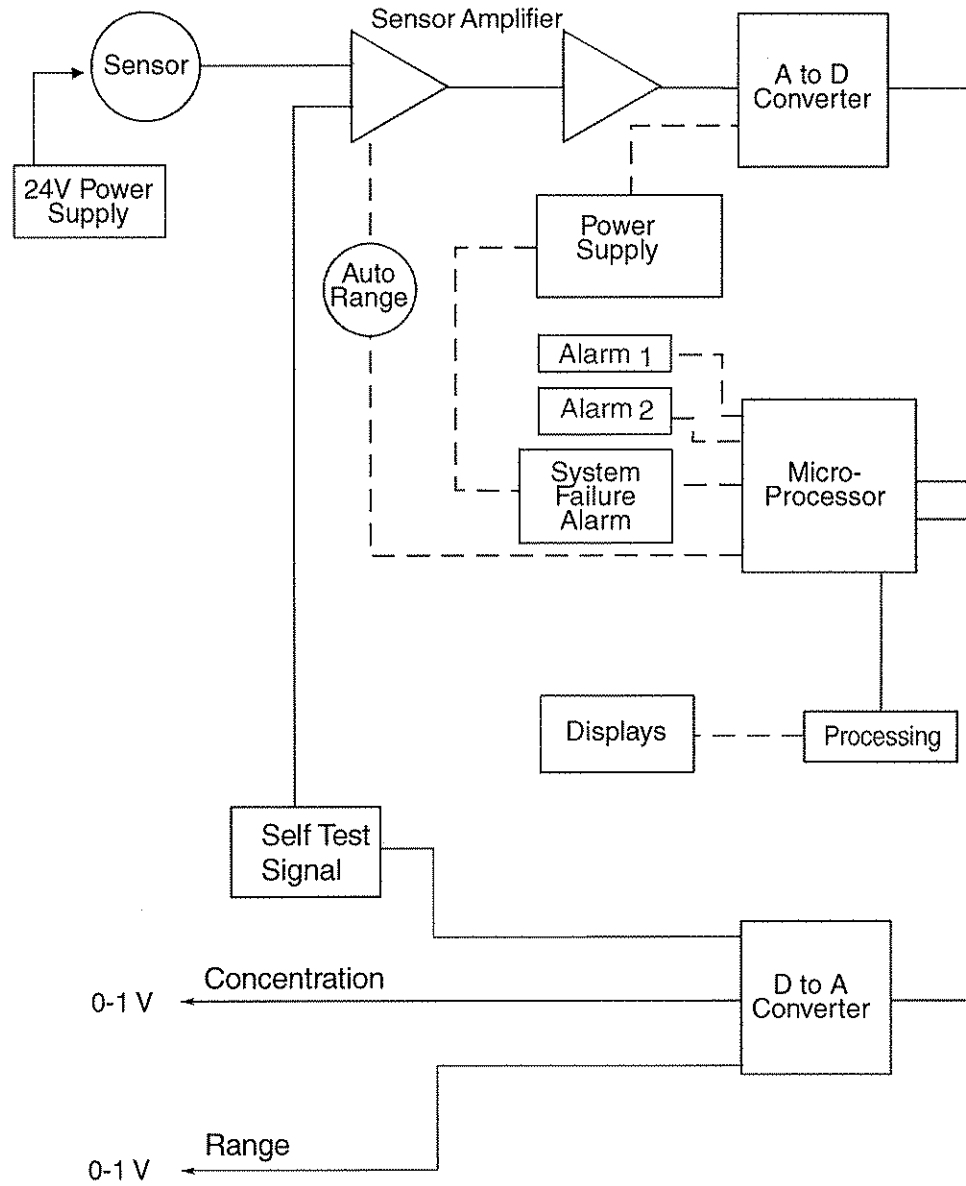 Sensor Amplifier
Sensor
A to D
Converter
24V Power
Supply
Power
Supply
Auto
Range
Alarm 1
Alarm 2
System
Failure
Alarm
Micro-
Processor
Displays
Processing
Self Test
Signal
Concentration
0-1 V
D to A
Converter
Range
0-1 V